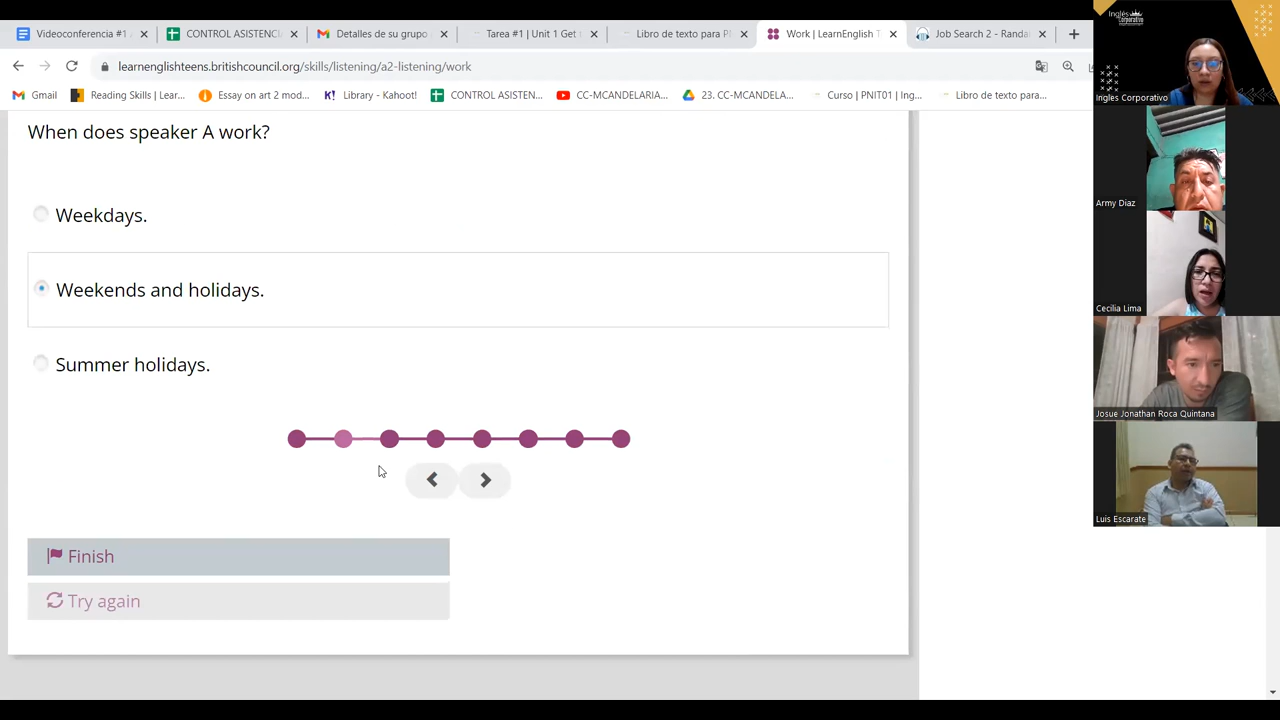 Videoconferencia #1
CONTROL ASISTENC
Detalles de su grupo
Tarea #1 | Unit 1 Get
Libro de texto para P
Work | LearnEnglish T
Job Search 2 - Randa
learnenglishteens.britishcouncil.org/skills/listening/a2-listening/work
Gmail
Reading Skills | Lear...
Essay on art 2 mod...
Library - Ka
CONTROL ASISTEN...
CC-MCANDELARIA...
23. CC-MCANDELA...
Curso | PNIT01 | Ing...
Libro de texto para...
When does speaker A work?
Weekdays.
Weekends and holidays.
Summer holidays.
Finish
Try again
Inglés
Corporativo
Ingles Corporativo
Army Diaz
Cecilia Lima
Josue Jonathan Roca Quintana
Luis Escarate